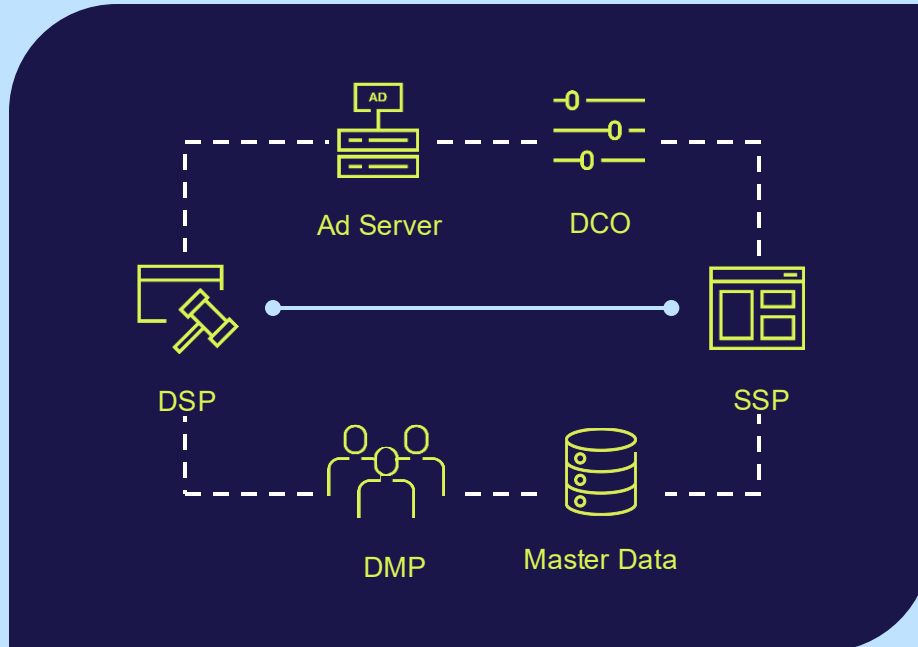 AD
Ad Server
DCO
DSP
SSP
DMP
Master Data